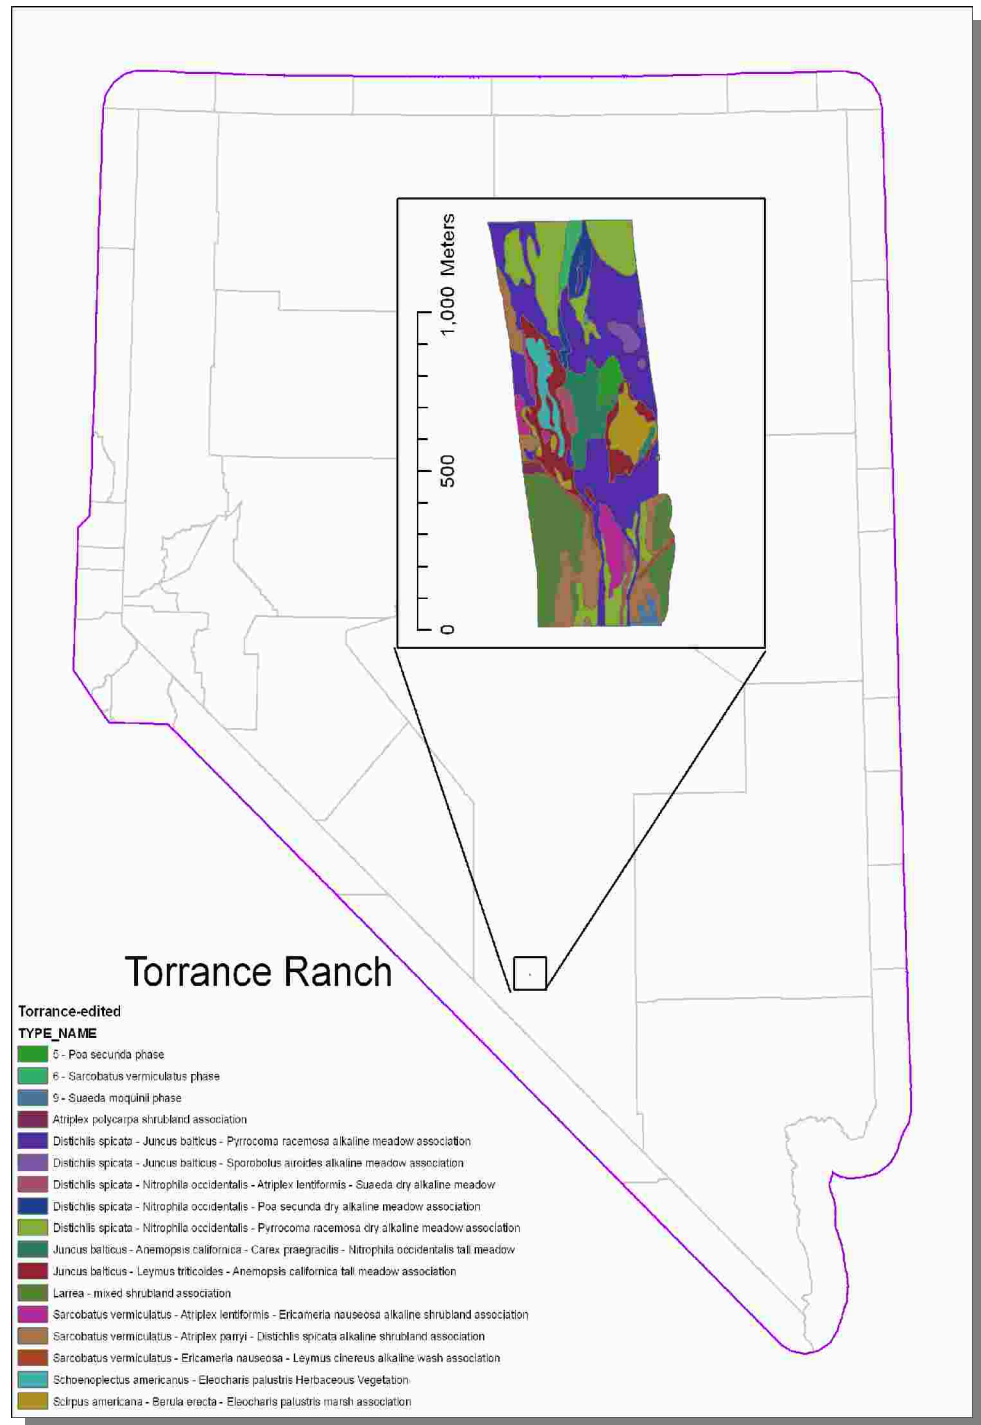 1,000 Meters
500
0
Torrance Ranch
Torrance-edited
TYPE_NAME
5 - Poa secunda phase
6 - Sarcobatus vermiculatus phase
9 - Suaeda moquinii phase
Atriplex polycarpa shrubland association
Distichlis spicata - Juncus balticus - Pyrrocoma racemosa alkaline meadow association
Distichlis spicata - Juncus balticus - Sporobolus airoides alkaline meadow association
Distichlis spicata - Nitrophila occidentalis - Atriplex lentiformis - Suaeda dry alkaline meadow
Distichlis spicata - Nitrophila occidentalis - Poa secunda dry alkaline meadow association
Distichlis spicata - Nitrophila occidentalis - Pyrrocoma racemosa dry alkaline meadow association
Juncus balticus - Anemopsis californica - Carex praegracilis - Nitrophila occidentalis tall meadow
Juncus balticus - Leymus triticoides - Anemopsis californica tall meadow association
Larrea - mixed shrubland association
Sarcobatus vermiculatus - Atriplex lentiformis - Ericameria nauseosa alkaline shrubland association
Sarcobatus vermiculatus - Atriplex parryi - Distichlis spicata alkaline shrubland association
Sarcobatus vermiculatus - Ericameria nauseosa - Leymus cinereus alkaline wash association
Schoenoplectus americanus - Eleocharis palustris Herbaceous Vegetation
Scirpus americana - Berula erecta - Eleocharis palustris marsh association